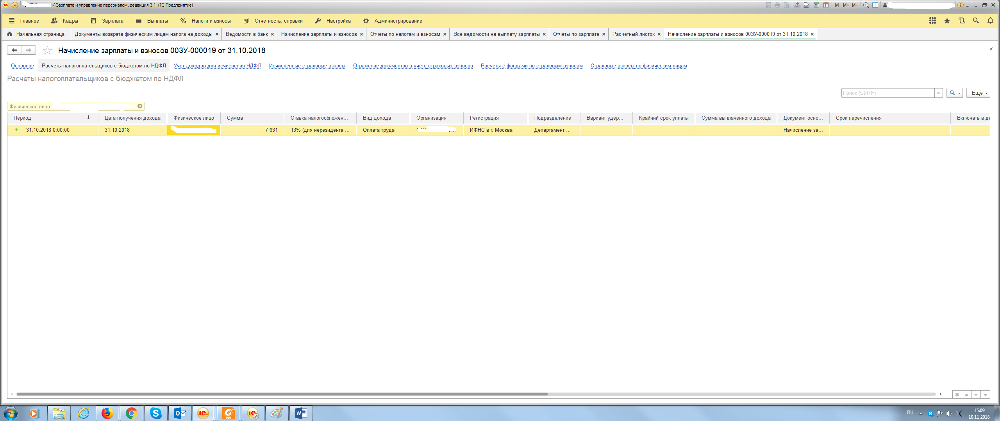 / Зарплата и управление персоналом, редакция 3.1 (1С:Предприятие)
M M+ M-
Главное Кадры Зарплата Выплаты Налоги и взносы Отчетность, справки Настройка Администрирование
Начальная страница Документы возврата физическим лицам налога на доходы Ведомости в банк Начисление зарплаты и взносов Отчеты по налогам и взносам Все ведомости на выплату зарплаты Отчеты по зарплате Расчетный листок Начисление зарплаты и взносов 00ЗУ-000019 от 31.10.2018
Начисление зарплаты и взносов 00ЗУ-000019 от 31.10.2018
Основное Расчеты налогоплательщиков с бюджетом по НДФЛ Учет доходов для исчисления НДФЛ Исчисленные страховые взносы Отражение документов в учете страховых взносов Расчеты с фондами по страховым взносам Страховые взносы по физическим лицам
Расчеты налогоплательщиков с бюджетом по НДФЛ
Поиск (Ctrl+F) Еще
Физическое лицо:
Период Дата получения дохода Физическое лицо Сумма Ставка налогообложен... Вид дохода Организация Регистрация Подразделение Вариант удер... Крайний срок уплаты Сумма выплаченного дохода Документ осно... Срок перечисления Включать в де
31.10.2018 0:00:00 31.10.2018 7 631 13% (для нерезидента ... Оплата труда ИФНС в г. Москва Департамент ... Начисление за...
RU 15:09
10.11.2018